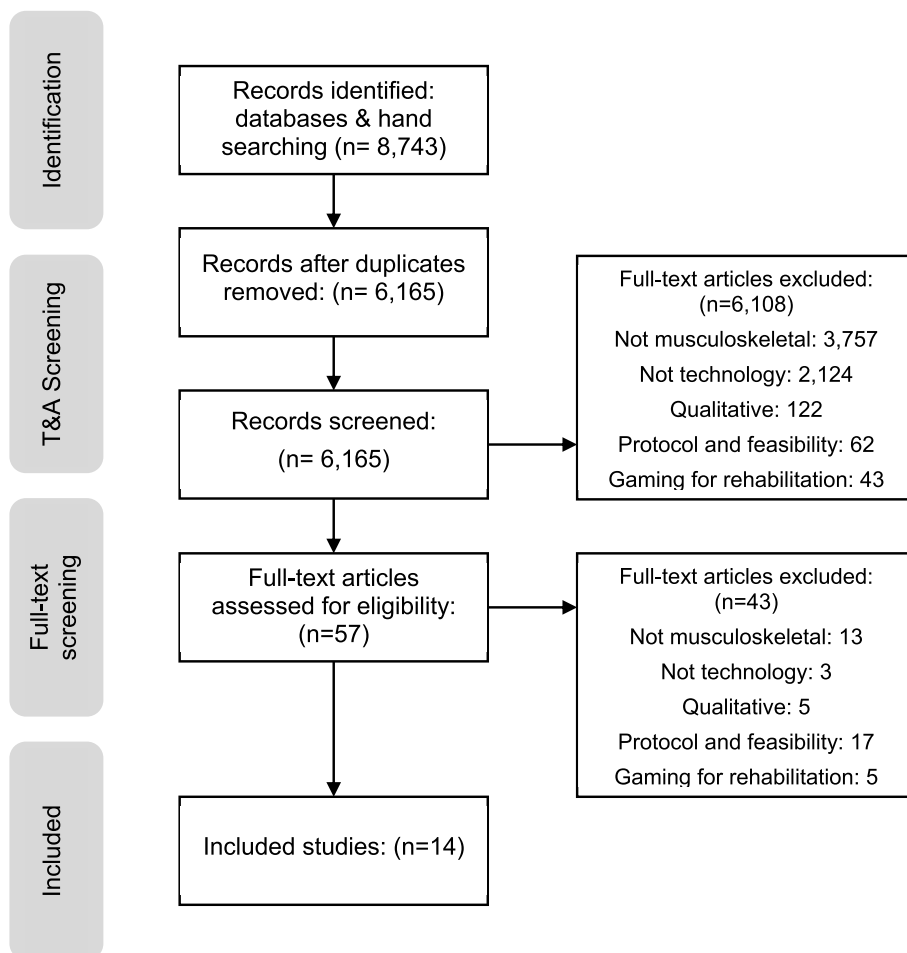 Identification
Records identified:
databases & hand
searching (n= 8,743)
Records after duplicates
removed: (n= 6,165)
T&A Screening
Records screened:
(n= 6,165)
Full-text articles excluded:
(n=6,108)
Not musculoskeletal: 3,757
Not technology: 2,124
Qualitative: 122
Protocol and feasibility: 62
Gaming for rehabilitation: 43
Full-text
screening
Full-text articles
assessed for eligibility:
(n=57)
Full-text articles excluded:
(n=43)
Not musculoskeletal: 13
Not technology: 3
Qualitative: 5
Protocol and feasibility: 17
Gaming for rehabilitation: 5
Included
Included studies: (n=14)